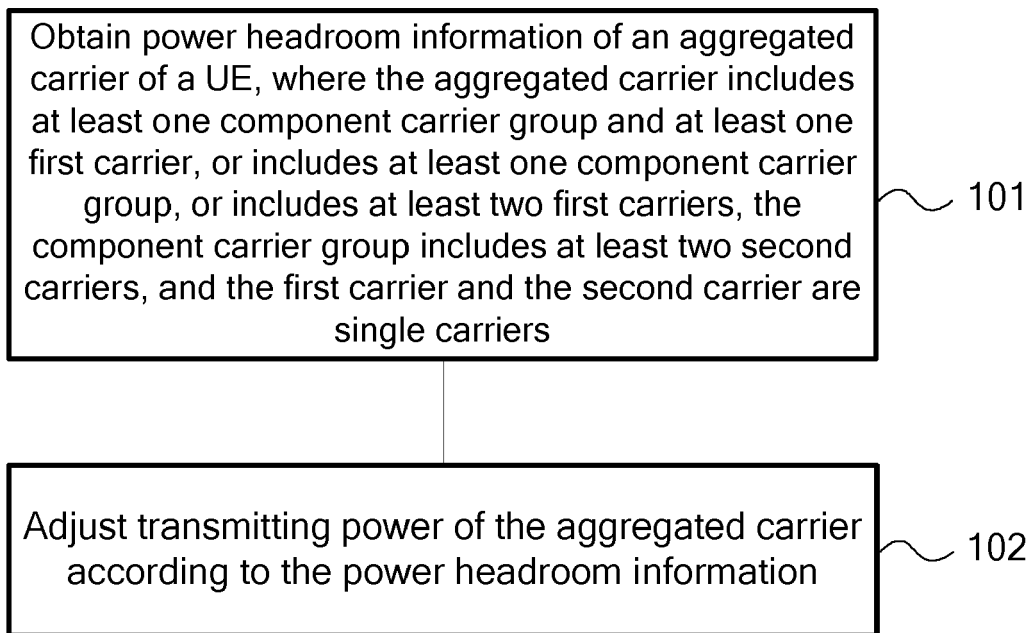 Obtain power headroom information of an aggregated
carrier of a UE, where the aggregated carrier includes
at least one component carrier group and at least one
first carrier, or includes at least one component carrier
group, or includes at least two first carriers, the
component carrier group includes at least two second
carriers, and the first carrier and the second carrier are
single carriers
101
Adjust transmitting power of the aggregated carrier
according to the power headroom information
102